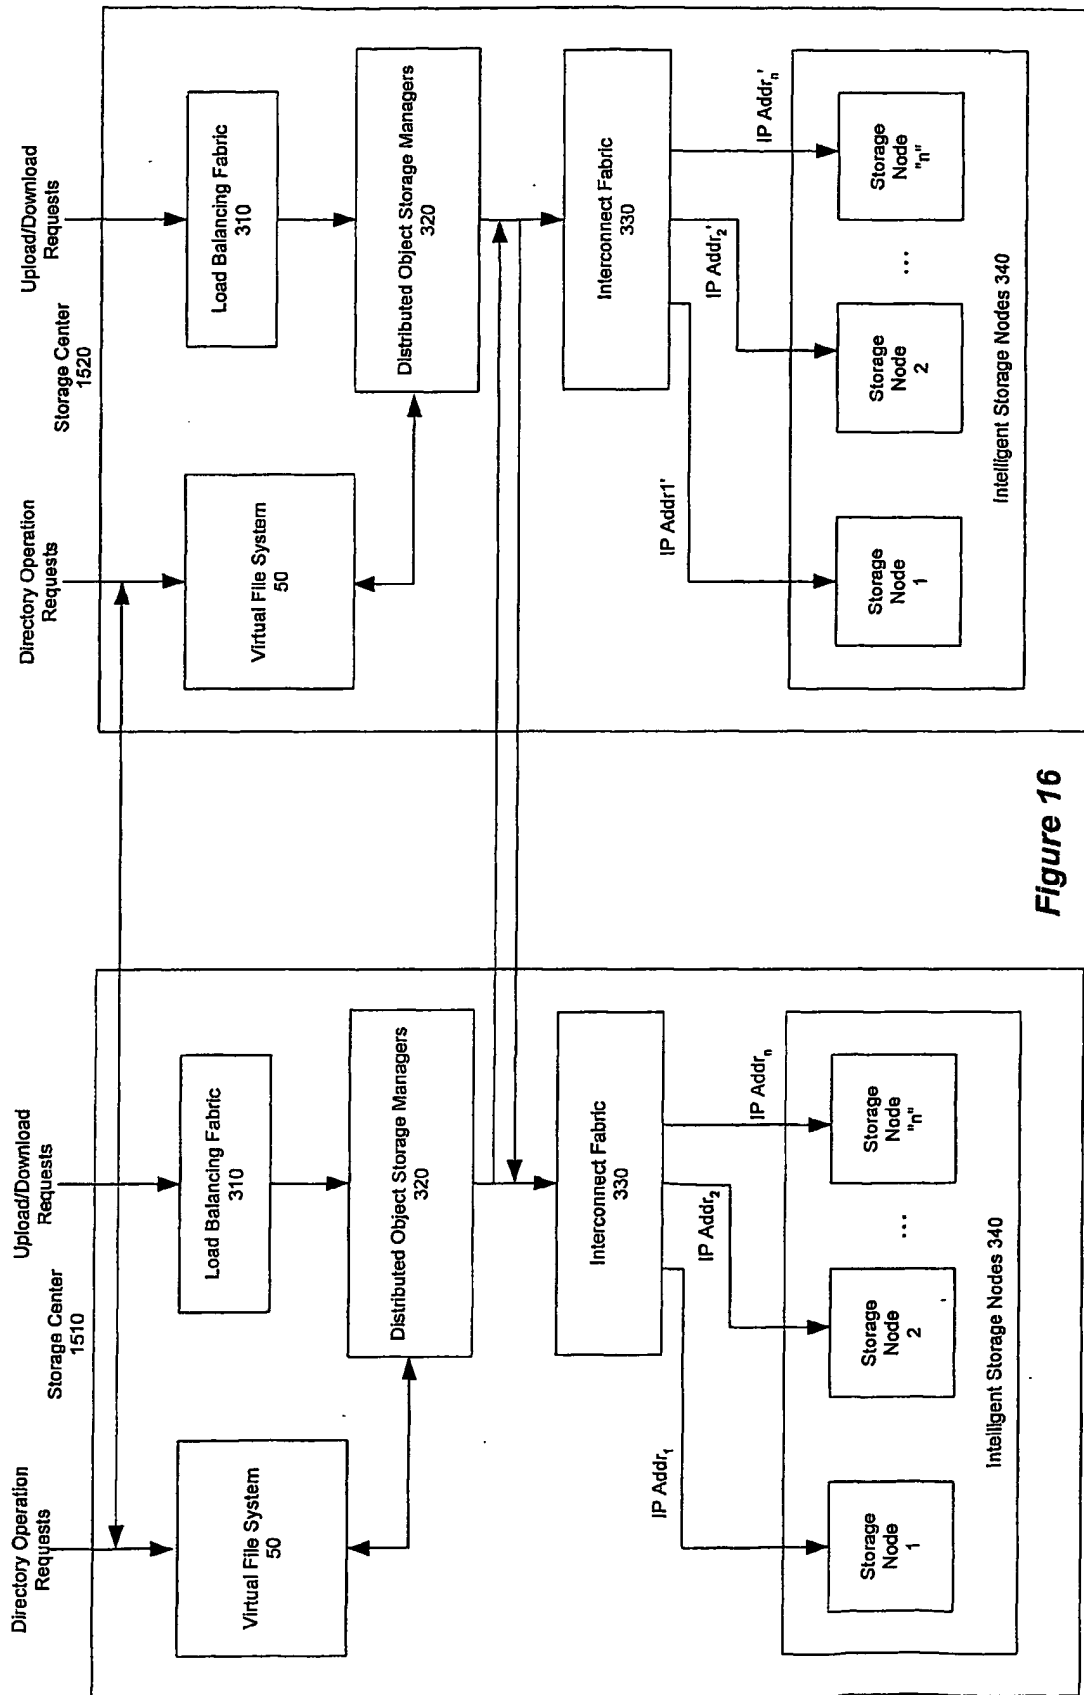 Directory Operation
Requests
Storage Center
1510
Upload/Download
Requests
Virtual File System
50
Load Balancing Fabric
310
Distributed Object Storage Managers
320
Interconnect Fabric
330
IP Addr1
IP Addr2
IP Addrn
Storage
Node
1
Storage
Node
2
...
Storage
Node
"n"
Intelligent Storage Nodes 340
Directory Operation
Requests
Storage Center
1520
Upload/Download
Requests
Virtual File System
50
Load Balancing Fabric
310
Distributed Object Storage Managers
320
Interconnect Fabric
330
IP Addr1'
IP Addr2'
IP Addrn'
Storage
Node
1
Storage
Node
2
...
Storage
Node
"n"
Intelligent Storage Nodes 340
Figure 16